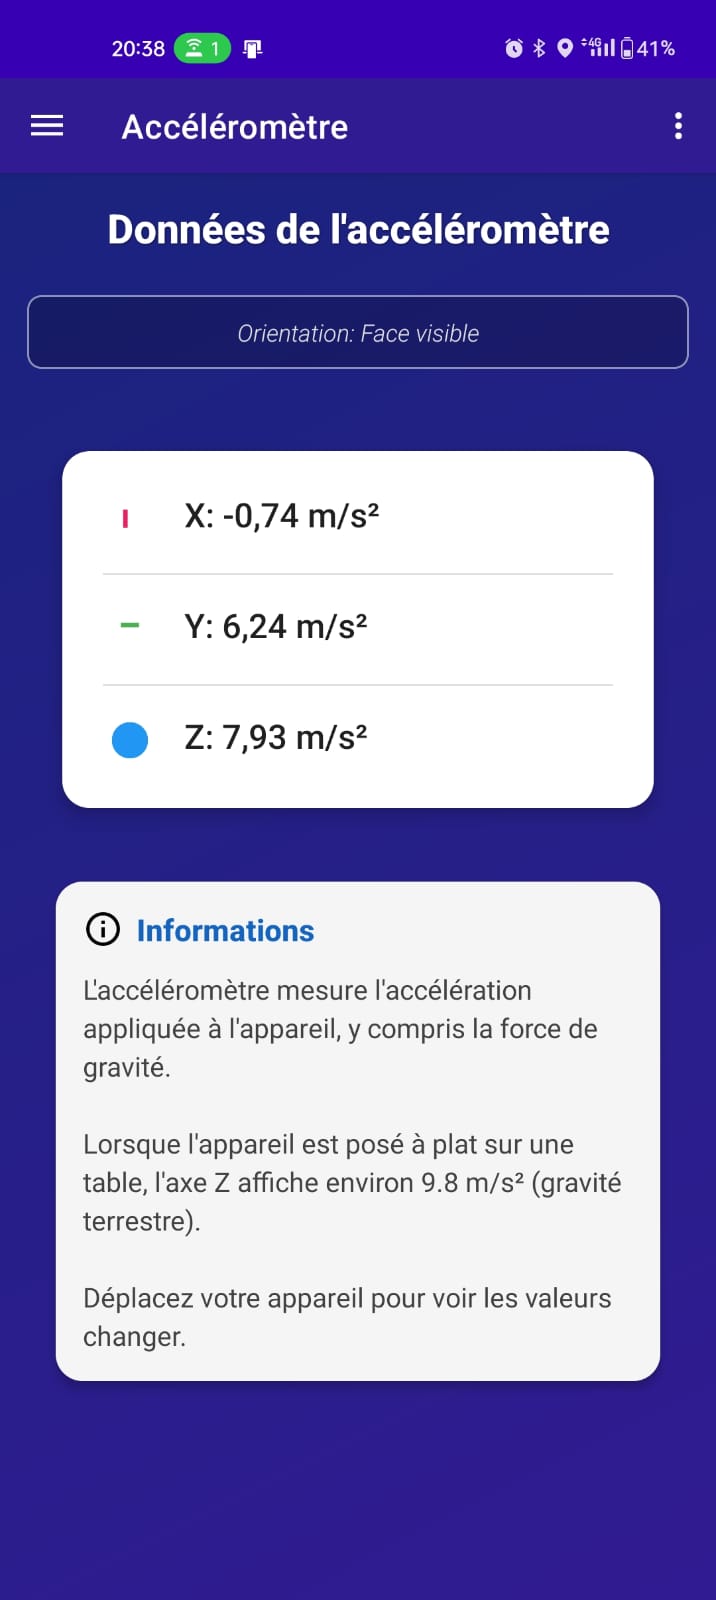 20:38 1 4G 41%
Accéléromètre
Données de l'accéléromètre
Orientation: Face visible
X: -0,74 m/s²
Y: 6,24 m/s²
Z: 7,93 m/s²
Informations
L'accéléromètre mesure l'accélération
appliquée à l'appareil, y compris la force de
gravité.
Lorsque l'appareil est posé à plat sur une
table, l'axe Z affiche environ 9.8 m/s² (gravité
terrestre).
Déplacez votre appareil pour voir les valeurs
changer.